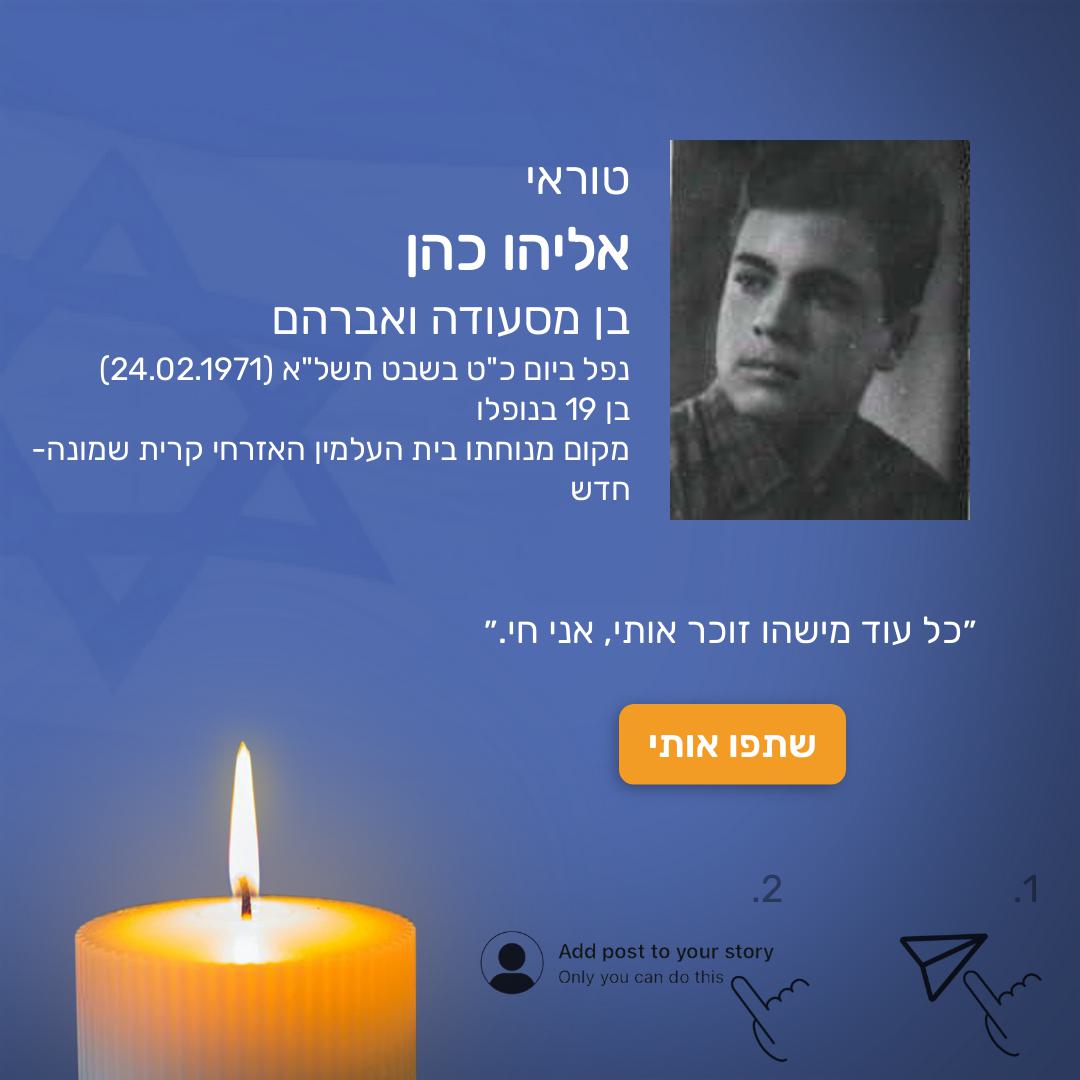 טוראי
אליהו כהן
בן מסעודה ואברהם
נפל ביום כ"ט בשבט תשל"א (24.02.1971)
בן 19 בנופלו
מקום מנוחתו בית העלמין האזרחי קרית שמונה-
חדש
״כל עוד מישהו זוכר אותי, אני חי.״
שתפו אותי
.1
.2
Add post to your story
Only you can do this